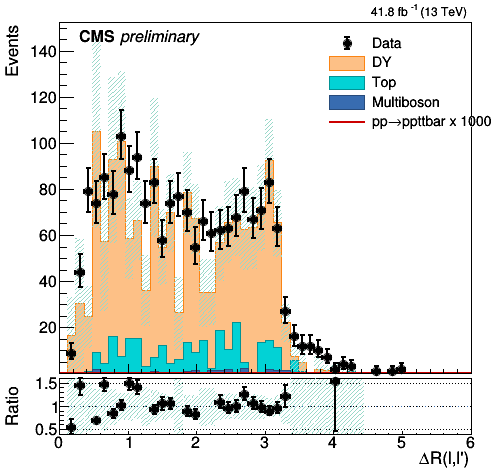 41.8 fb⁻¹ (13 TeV)
CMS preliminary
Events
Data
DY
Top
Multiboson
pp→ppttbar x 1000
140
120
100
80
60
40
20
Ratio
1.5
1
0.5
0 1 2 3 4 5 6
ΔR(l,l')